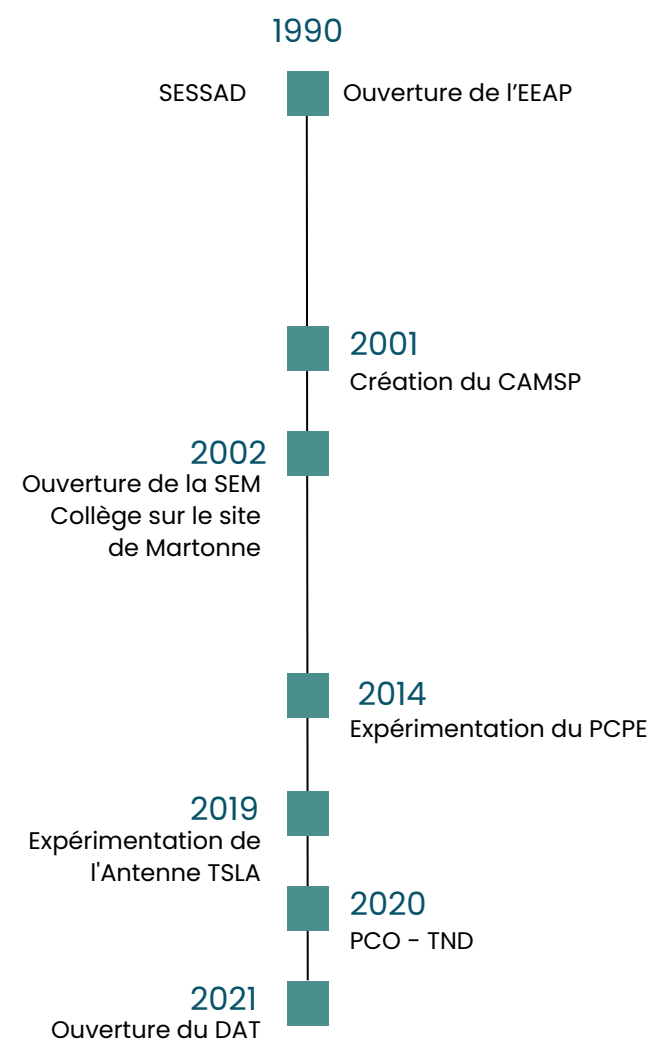 1990
SESSAD
Ouverture de l’EEAP
2001
Création du CAMSP
2002
Ouverture de la SEM
Collège sur le site
de Martonne
2014
Expérimentation du PCPE
2019
Expérimentation de
l'Antenne TSLA
2020
PCO - TND
2021
Ouverture du DAT